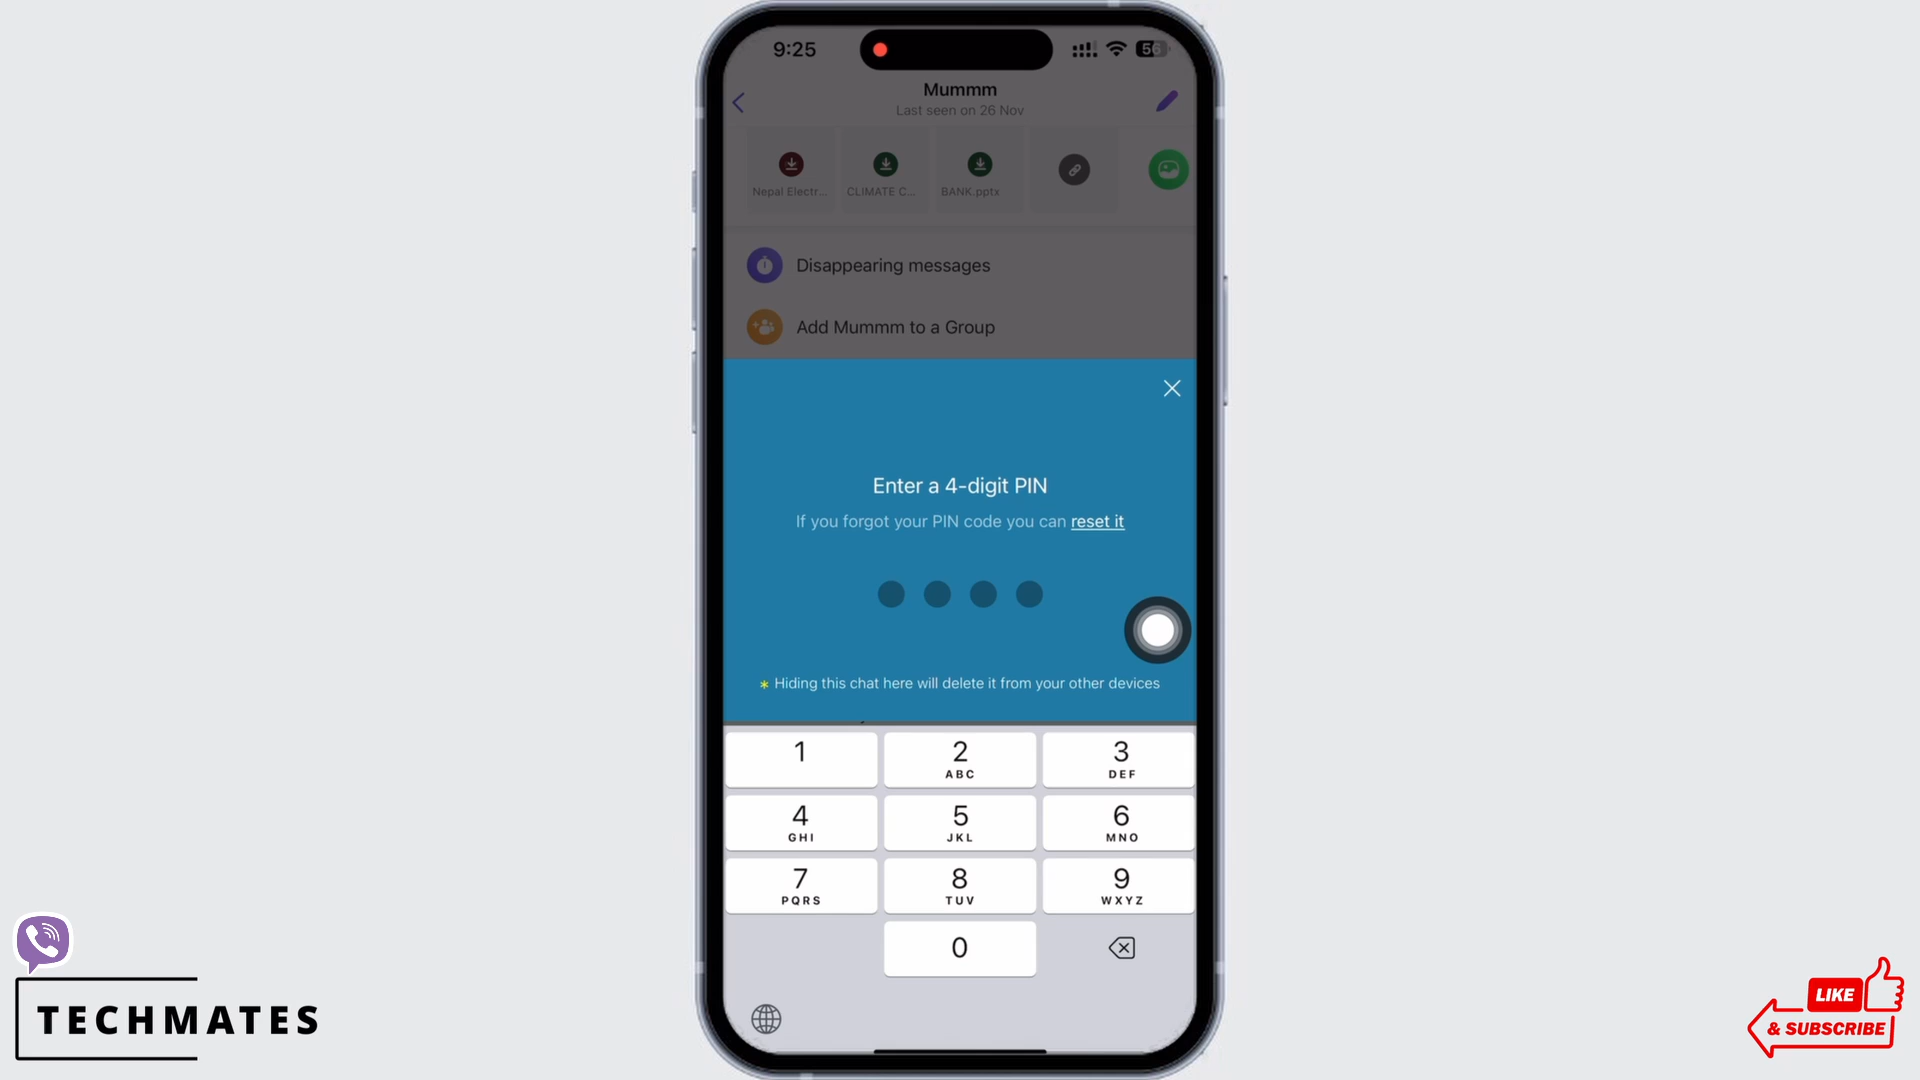 9:25
56
Mummm
Last seen on 26 Nov
Nepal Electr...
CLIMATE C...
BANK.pptx
Disappearing messages
Add Mummm to a Group
Enter a 4-digit PIN
If you forgot your PIN code you can reset it
* Hiding this chat here will delete it from your other devices
1
2
ABC
3
DEF
4
GHI
5
JKL
6
MNO
7
PQRS
8
TUV
9
WXYZ
0
TECHMATES
LIKE
& SUBSCRIBE